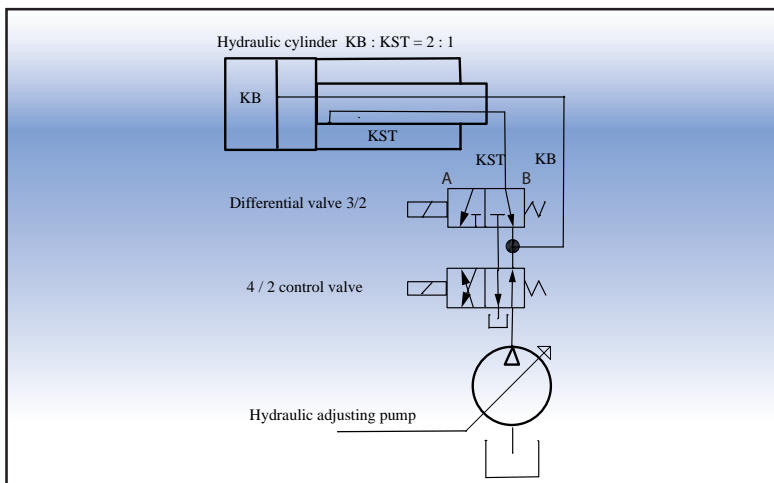 Hydraulic cylinder KB : KST = 2 : 1
KB
KST
KST
KB
A
B
Differential valve 3/2
4 / 2 control valve
Hydraulic adjusting pump